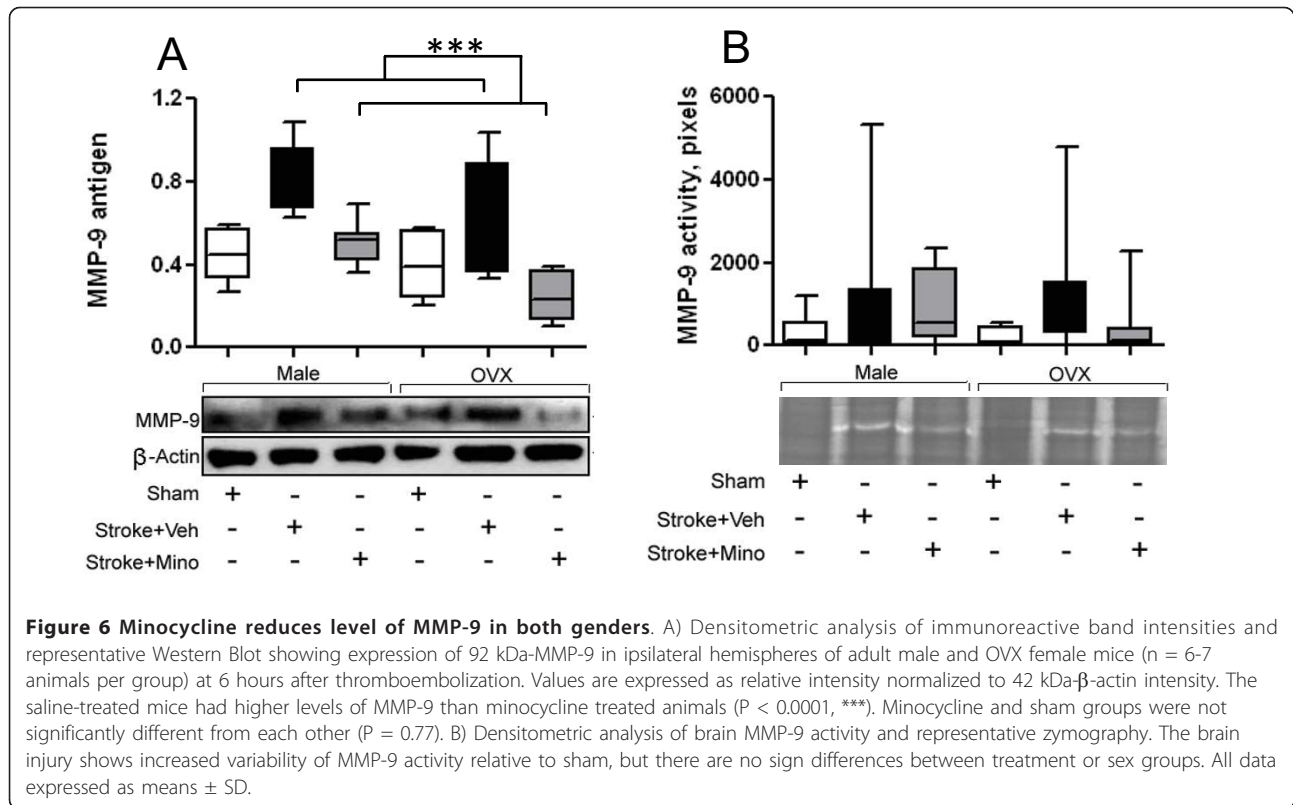 A
***
1.2
0.8
0.4
0.0
MMP-9 antigen
Male OVX
MMP-9
β-Actin
Sham + - - + - -
Stroke+Veh - + - - + -
Stroke+Mino - - + - - +
B
6000
4000
2000
0
MMP-9 activity, pixels
Male OVX
Sham + - - + - -
Stroke+Veh - + - - + -
Stroke+Mino - - + - - +
Figure 6 Minocycline reduces level of MMP-9 in both genders. A) Densitometric analysis of immunoreactive band intensities and
representative Western Blot showing expression of 92 kDa-MMP-9 in ipsilateral hemispheres of adult male and OVX female mice (n = 6-7
animals per group) at 6 hours after thromboembolization. Values are expressed as relative intensity normalized to 42 kDa-β-actin intensity. The
saline-treated mice had higher levels of MMP-9 than minocycline treated animals (P < 0.0001, ***). Minocycline and sham groups were not
significantly different from each other (P = 0.77). B) Densitometric analysis of brain MMP-9 activity and representative zymography. The brain
injury shows increased variability of MMP-9 activity relative to sham, but there are no sign differences between treatment or sex groups. All data
expressed as means ± SD.